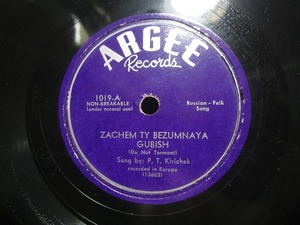 ARGEE
Records
1019-A
NON-BREAKABLE
(under normal use)
Russian - Folk
Song
ZACHEM TY BEZUMNAYA
GUBISH
(Do Not Torment)
Sung by: P. T. Kirichek
recorded in Europe
(13603)